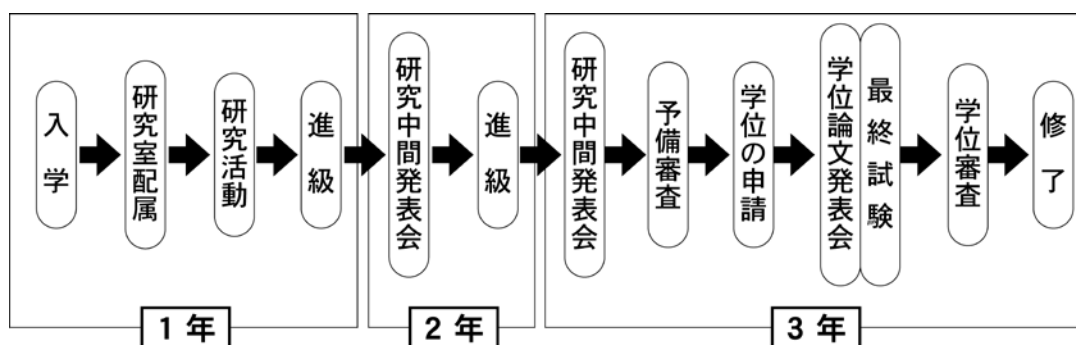 入学
研究室配属
研究活動
進級
1年
研究中間発表会
進級
2年
研究中間発表会
予備審査
学位の申請
学位論文発表会
最終試験
学位審査
修了
3年